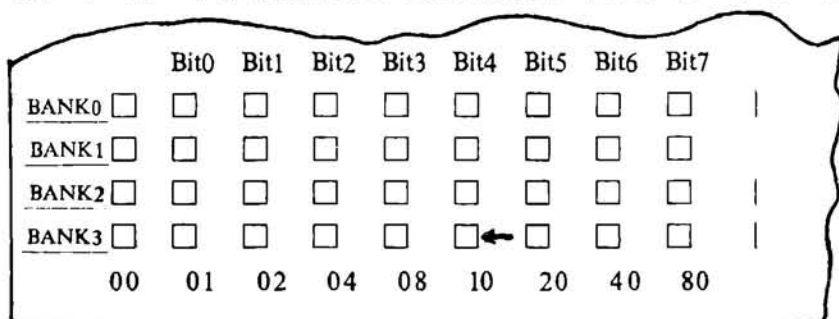 Bit0 Bit1 Bit2 Bit3 Bit4 Bit5 Bit6 Bit7
BANK0
BANK1
BANK2
BANK3
00 01 02 04 08 10 20 40 80